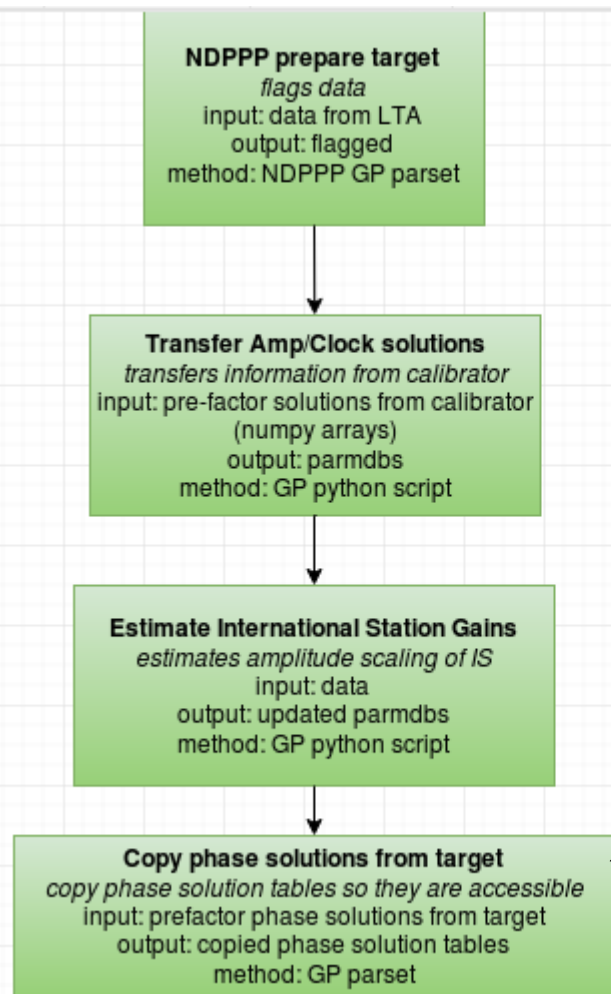 NDPPP prepare target
flags data
input: data from LTA
output: flagged
method: NDPPP GP parset
Transfer Amp/Clock solutions
transfers information from calibrator
input: pre-factor solutions from calibrator
(numpy arrays)
output: parmdbs
method: GP python script
Estimate International Station Gains
estimates amplitude scaling of IS
input: data
output: updated parmdbs
method: GP python script
Copy phase solutions from target
copy phase solution tables so they are accessible
input: prefactor phase solutions from target
output: copied phase solution tables
method: GP parset